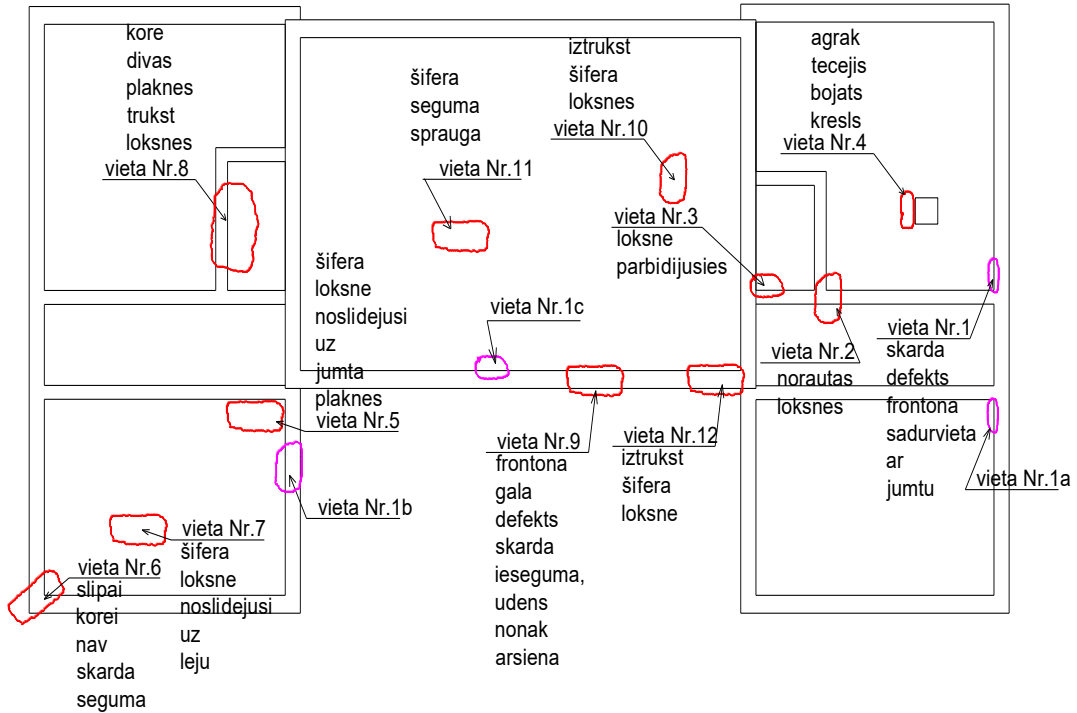 kore
divas
plaknes
trukst
loksnes
vieta Nr.8
šifera
seguma
sprauga
vieta Nr.11
iztrukst
šifera
loksnes
vieta Nr.10
agrak
tecejis
bojats
kresls
vieta Nr.4
vieta Nr.3
loksne
parbidijusies
šifera
loksne
noslidejusi
uz
jumta
plaknes
vieta Nr.5
vieta Nr.1c
vieta Nr.2
norautas
loksnes
vieta Nr.1
skarda
defekts
frontona
sadurvieta
ar
jumtu
vieta Nr.1a
vieta Nr.1b
vieta Nr.9
frontona
gala
defekts
skarda
ieseguma,
udens
nonak
arsiena
vieta Nr.12
iztrukst
šifera
loksne
vieta Nr.7
šifera
loksne
noslidejusi
uz
leju
vieta Nr.6
slipai
korei
nav
skarda
seguma